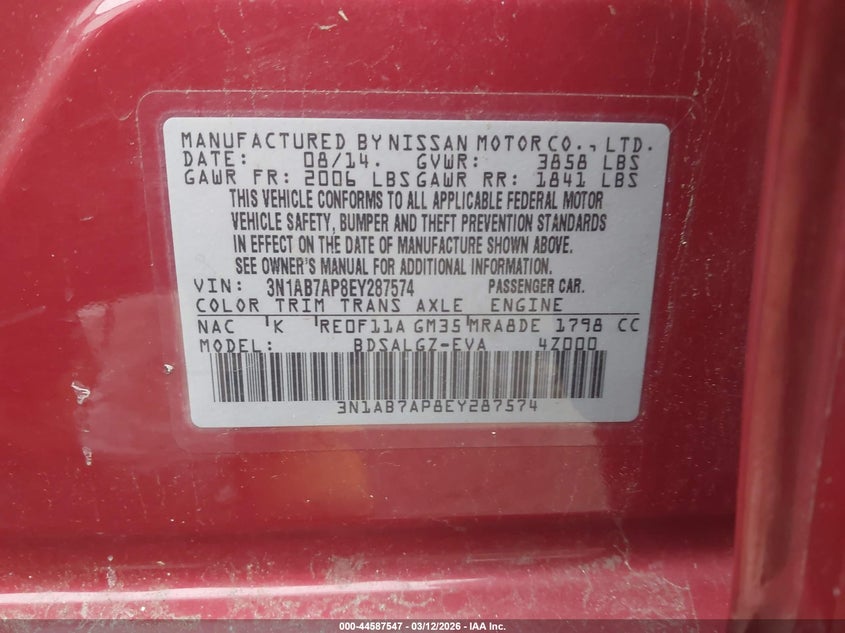 MANUFACTURED BY NISSAN MOTOR CO., LTD.
DATE: 08/14. GVWR: 3858 LBS
GAWR FR: 2006 LBS GAWR RR: 1841 LBS
THIS VEHICLE CONFORMS TO ALL APPLICABLE FEDERAL MOTOR
VEHICLE SAFETY, BUMPER AND THEFT PREVENTION STANDARDS
IN EFFECT ON THE DATE OF MANUFACTURE SHOWN ABOVE.
SEE OWNER'S MANUAL FOR ADDITIONAL INFORMATION.
VIN: 3N1AB7AP8EY287574 PASSENGER CAR.
COLOR TRIM TRANS AXLE ENGINE
NAC K RE0F11A GM35 MRA8DE 1798 CC
MODEL: BDSALGZ-EVA 4Z000
3N1AB7AP8EY287574
000-44587547 - 03/12/2026 - IAA Inc.